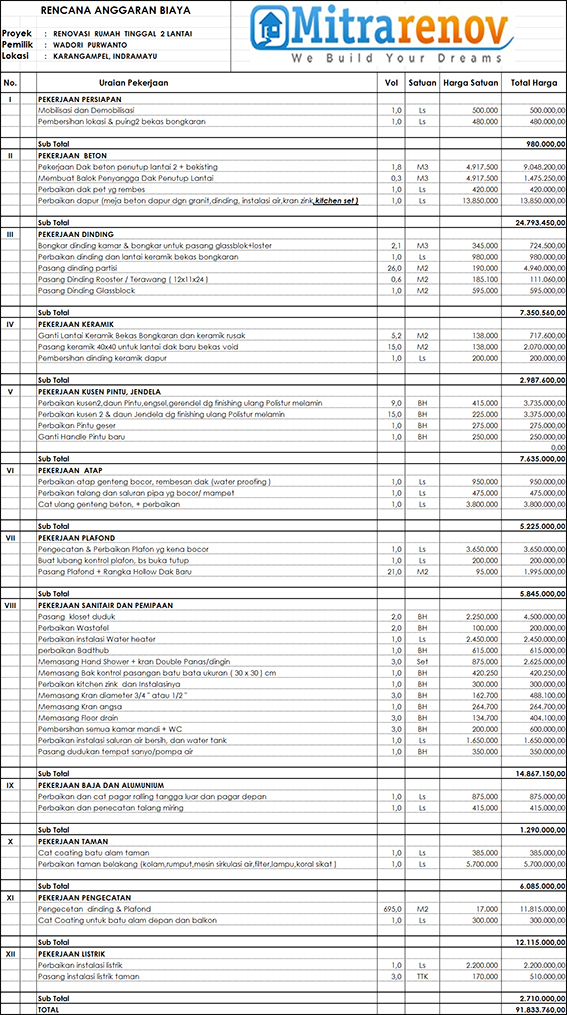 RENCANA ANGGARAN BIAYA
Mitrarenov
We Build Your Dreams
Proyek : RENOVASI RUMAH TINGGAL 2 LANTAI
Pemilik : WADORI PURWANTO
Lokasi : KARANGAMPEL, INDRAMAYU
No. Uraian Pekerjaan Vol Satuan Harga Satuan Total Harga
I PEKERJAAN PERSIAPAN
Mobilisasi dan Demobilisasi 1,0 Ls 500.000 500.000,00
Pembersihan lokasi & puing2 bekas bongkaran 1,0 Ls 480.000 480.000,00
Sub Total 980.000,00
II PEKERJAAN BETON
Pekerjaan Dak beton penutup lantai 2 + bekisting 1,8 M3 4.917.500 9.048.200,00
Membuat Balok Penyangga Dak Penutup Lantai 0,3 M3 4.917.500 1.475.250,00
Perbaikan dak pet yg rembes 1,0 Ls 420.000 420.000,00
Perbaikan dapur (meja beton dapur dgn granit,dinding, instalasi air,kran zink,kitchen set ) 1,0 Ls 13.850.000 13.850.000,00
Sub Total 24.793.450,00
III PEKERJAAN DINDING
Bongkar dinding kamar & bongkar untuk pasang glassblok+loster 2,1 M3 345.000 724.500,00
Perbaikan dinding dan lantai keramik bekas bongkaran 1,0 Ls 980.000 980.000,00
Pasang dinding partisi 26,0 M2 190.000 4.940.000,00
Pasang Dinding Rooster / Terawang ( 12x11x24 ) 0,6 M2 185.100 111.060,00
Pasang Dinding Glassblock 1,0 M2 595.000 595.000,00
Sub Total 7.350.560,00
IV PEKERJAAN KERAMIK
Ganti Lantai Keramik Bekas Bongkaran dan keramik rusak 5,2 M2 138.000 717.600,00
Pasang keramik 40x40 untuk lantai dak baru bekas void 15,0 M2 138.000 2.070.000,00
Pembersihan dinding keramik dapur 1,0 Ls 200.000 200.000,00
Sub Total 2.987.600,00
V PEKERJAAN KUSEN PINTU, JENDELA
Perbaikan kusen2,daun Pintu,engsel,gerendel dg finishing ulang Polistur melamin 9,0 BH 415.000 3.735.000,00
Perbaikan kusen 2 & daun Jendela dg finishing ulang Polistur melamin 15,0 BH 225.000 3.375.000,00
Perbaikan Pintu geser 1,0 BH 275.000 275.000,00
Ganti Handle Pintu baru 1,0 BH 250.000 250.000,00
0,00
Sub Total 7.635.000,00
VI PEKERJAAN ATAP
Perbaikan atap genteng bocor, rembesan dak (water proofing ) 1,0 Ls 950.000 950.000,00
Perbaikan talang dan saluran pipa yg bocor/ mampet 1,0 Ls 475.000 475.000,00
Cat ulang genteng beton, + perbaikan 1,0 Ls 3.800.000 3.800.000,00
Sub Total 5.225.000,00
VII PEKERJAAN PLAFOND
Pengecatan & Perbaikan Plafon yg kena bocor 1,0 Ls 3.650.000 3.650.000,00
Buat lubang kontrol plafon, bs buka tutup 1,0 Ls 200.000 200.000,00
Pasang Plafond + Rangka Hollow Dak Baru 21,0 M2 95.000 1.995.000,00
Sub Total 5.845.000,00
VIII PEKERJAAN SANITAIR DAN PEMIPAAN
Pasang kloset duduk 2,0 BH 2.250.000 4.500.000,00
Perbaikan Wastafel 2,0 BH 100.000 200.000,00
Perbaikan instalasi Water heater 1,0 Ls 2.450.000 2.450.000,00
perbaikan Badthub 1,0 BH 615.000 615.000,00
Memasang Hand Shower + kran Double Panas/dingin 3,0 Set 875.000 2.625.000,00
Memasang Bak kontrol pasangan batu bata ukuran ( 30 x 30 ) cm 1,0 BH 420.250 420.250,00
Perbaikan kitchen zink dan Instalasinya 1,0 BH 300.000 300.000,00
Memasang Kran diameter 3/4 " atau 1/2 " 3,0 BH 162.700 488.100,00
Memasang Kran angsa 1,0 BH 264.700 264.700,00
Memasang Floor drain 3,0 BH 134.700 404.100,00
Pembersihan semua kamar mandi + WC 3,0 BH 200.000 600.000,00
Perbaikan instalasi saluran air bersih, dan water tank 1,0 Ls 1.650.000 1.650.000,00
Pasang dudukan tempat sanyo/pompa air 1,0 BH 350.000 350.000,00
Sub Total 14.867.150,00
IX PEKERJAAN BAJA DAN ALUMUNIUM
Perbaikan dan cat pagar ralling tangga luar dan pagar depan 1,0 Ls 875.000 875.000,00
Perbaikan dan penecatan talang miring 1,0 Ls 415.000 415.000,00
Sub Total 1.290.000,00
X PEKERJAAN TAMAN
Cat coating batu alam taman 1,0 Ls 385.000 385.000,00
Perbaikan taman belakang (kolam,rumput,mesin sirkulasi air,filter,lampu,koral sikat ) 1,0 Ls 5.700.000 5.700.000,00
Sub Total 6.085.000,00
XI PEKERJAAN PENGECATAN
Pengecetan dinding & Plafond 695,0 M2 17.000 11.815.000,00
Cat Coating untuk batu alam depan dan balkon 1,0 Ls 300.000 300.000,00
Sub Total 12.115.000,00
XII PEKERJAAN LISTRIK
Perbaikan instalasi listrik 1,0 Ls 2.200.000 2.200.000,00
Pasang instalasi listrik taman 3,0 TTK 170.000 510.000,00
Sub Total 2.710.000,00
TOTAL 91.833.760,00